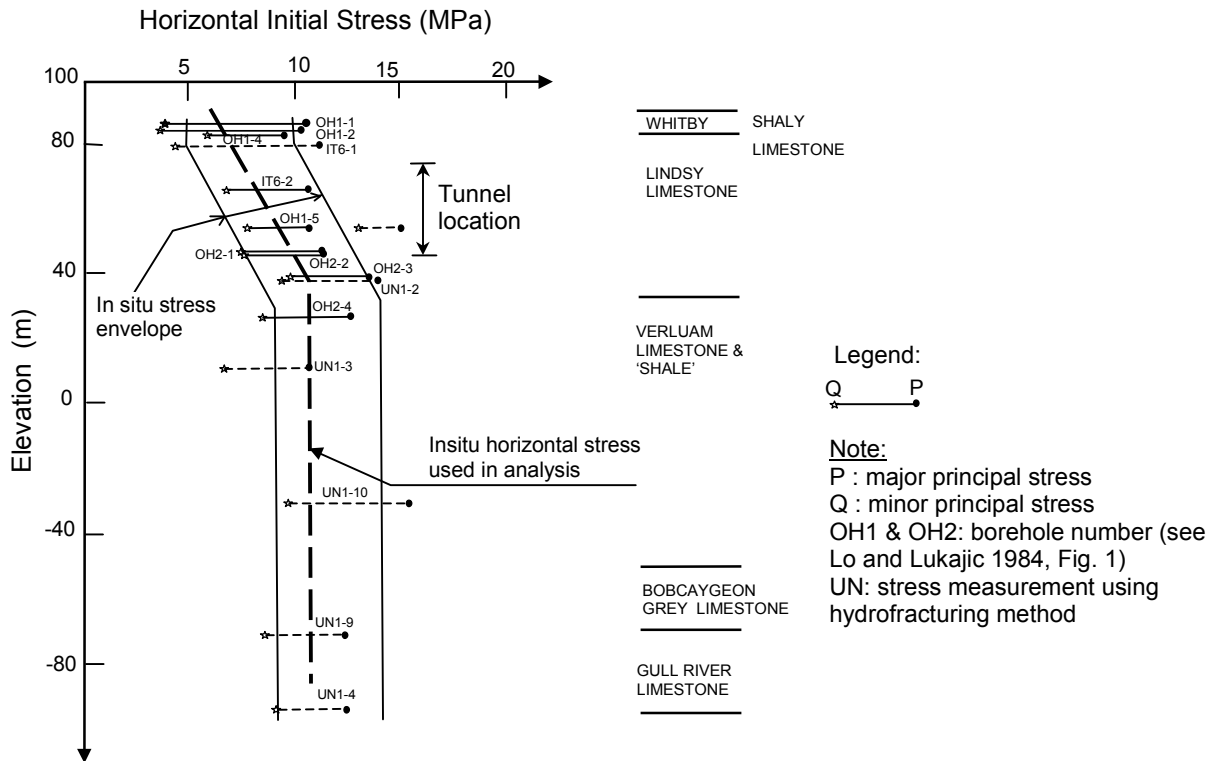 Horizontal Initial Stress (MPa)
5 10 15 20
100
80
40
0
-40
-80
Elevation (m)
OH1-1
OH1-2
OH1-4
IT6-1
IT6-2
OH1-5
OH2-1
OH2-2
OH2-3
UN1-2
OH2-4
UN1-3
UN1-10
UN1-9
UN1-4
In situ stress
envelope
Tunnel
location
Insitu horizontal stress
used in analysis
WHITBY
SHALY
LIMESTONE
LINDSY
LIMESTONE
VERLUAM
LIMESTONE &
‘SHALE’
BOBCAYGEON
GREY LIMESTONE
GULL RIVER
LIMESTONE
Legend:
Q P
Note:
P : major principal stress
Q : minor principal stress
OH1 & OH2: borehole number (see
Lo and Lukajic 1984, Fig. 1)
UN: stress measurement using
hydrofracturing method